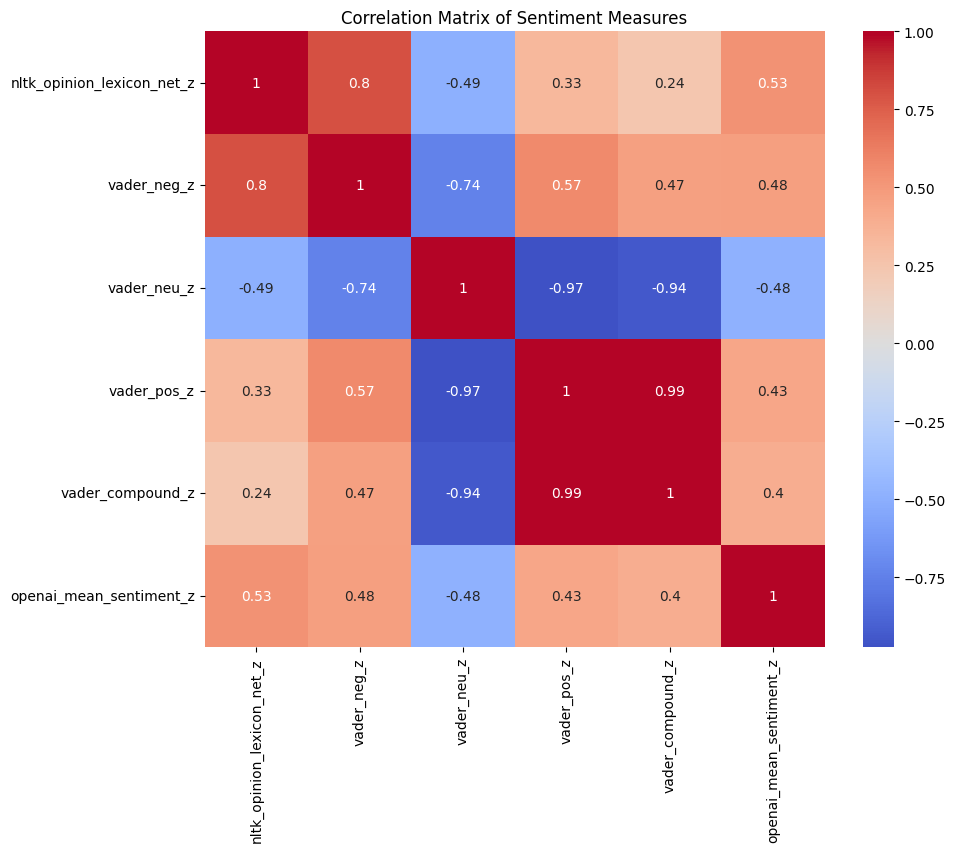 Correlation Matrix of Sentiment Measures
nltk_opinion_lexicon_net_z 1 0.8 -0.49 0.33 0.24 0.53
vader_neg_z 0.8 1 -0.74 0.57 0.47 0.48
vader_neu_z -0.49 -0.74 1 -0.97 -0.94 -0.48
vader_pos_z 0.33 0.57 -0.97 1 0.99 0.43
vader_compound_z 0.24 0.47 -0.94 0.99 1 0.4
openai_mean_sentiment_z 0.53 0.48 -0.48 0.43 0.4 1
nltk_opinion_lexicon_net_z
vader_neg_z
vader_neu_z
vader_pos_z
vader_compound_z
openai_mean_sentiment_z
1.00
0.75
0.50
0.25
0.00
−0.25
−0.50
−0.75